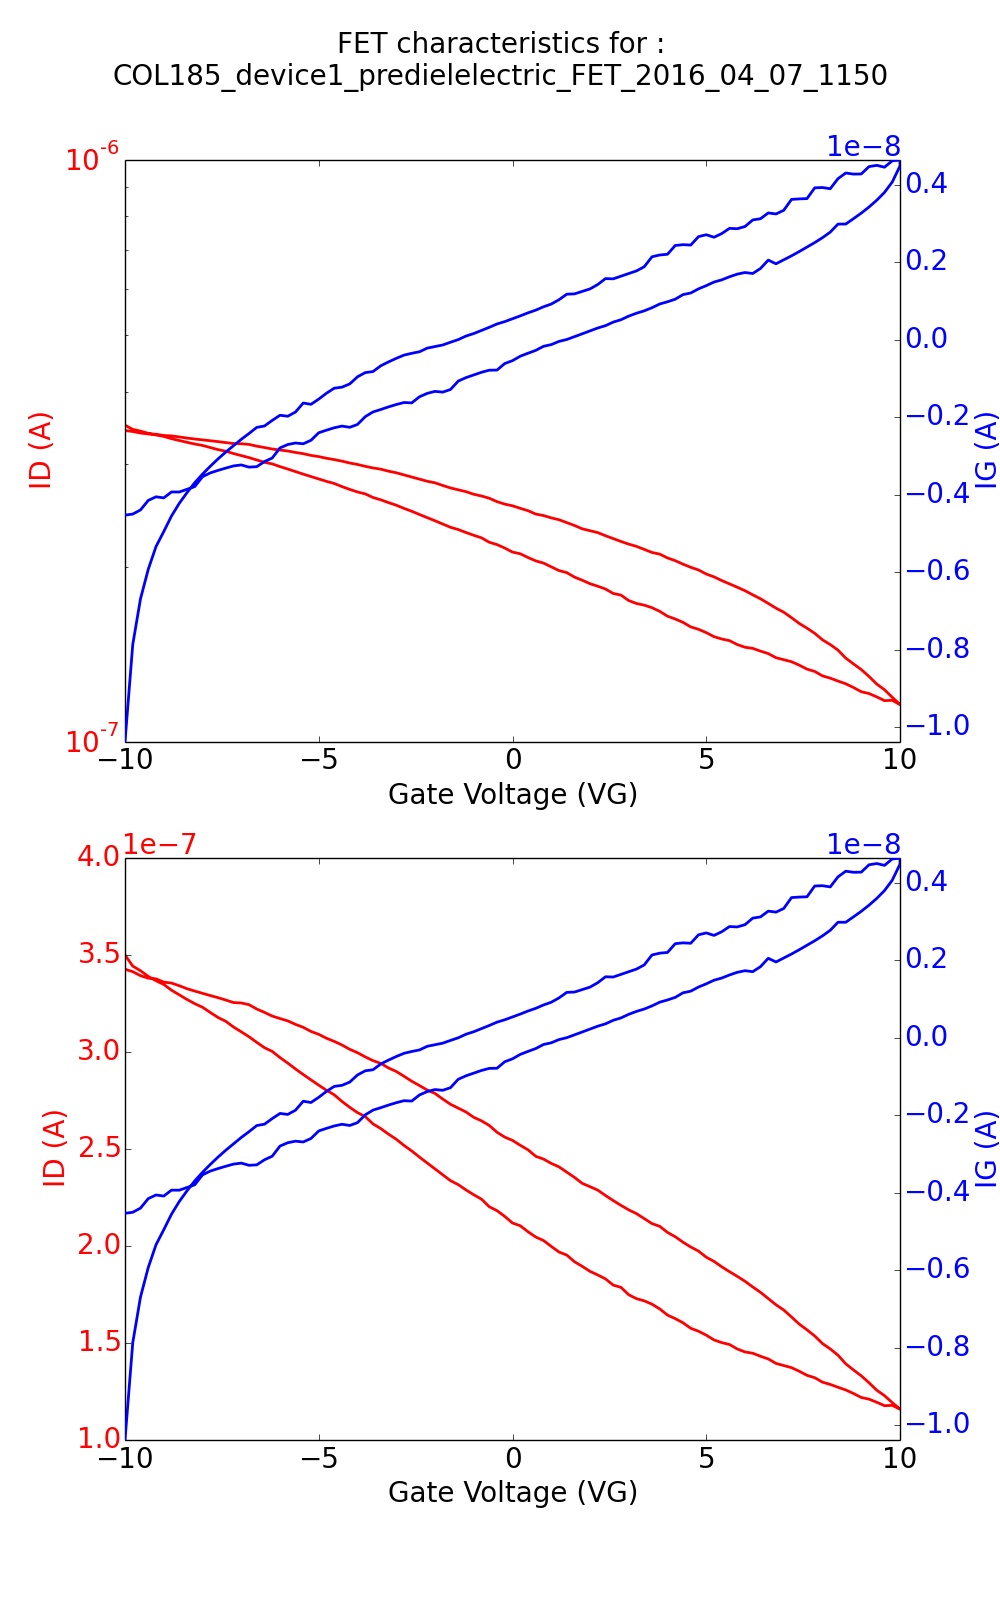 FET characteristics for :
COL185_device1_predielelectric_FET_2016_04_07_1150
1e−8
10-6
0.4
0.2
0.0
−0.2
ID (A)
IG (A)
−0.4
−0.6
−0.8
−1.0
10-7
−10 −5 0 5 10
Gate Voltage (VG)
1e−7 1e−8
4.0
0.4
3.5
0.2
3.0
0.0
−0.2
2.5
ID (A)
IG (A)
−0.4
2.0
−0.6
1.5
−0.8
−1.0
1.0
−10 −5 0 5 10
Gate Voltage (VG)